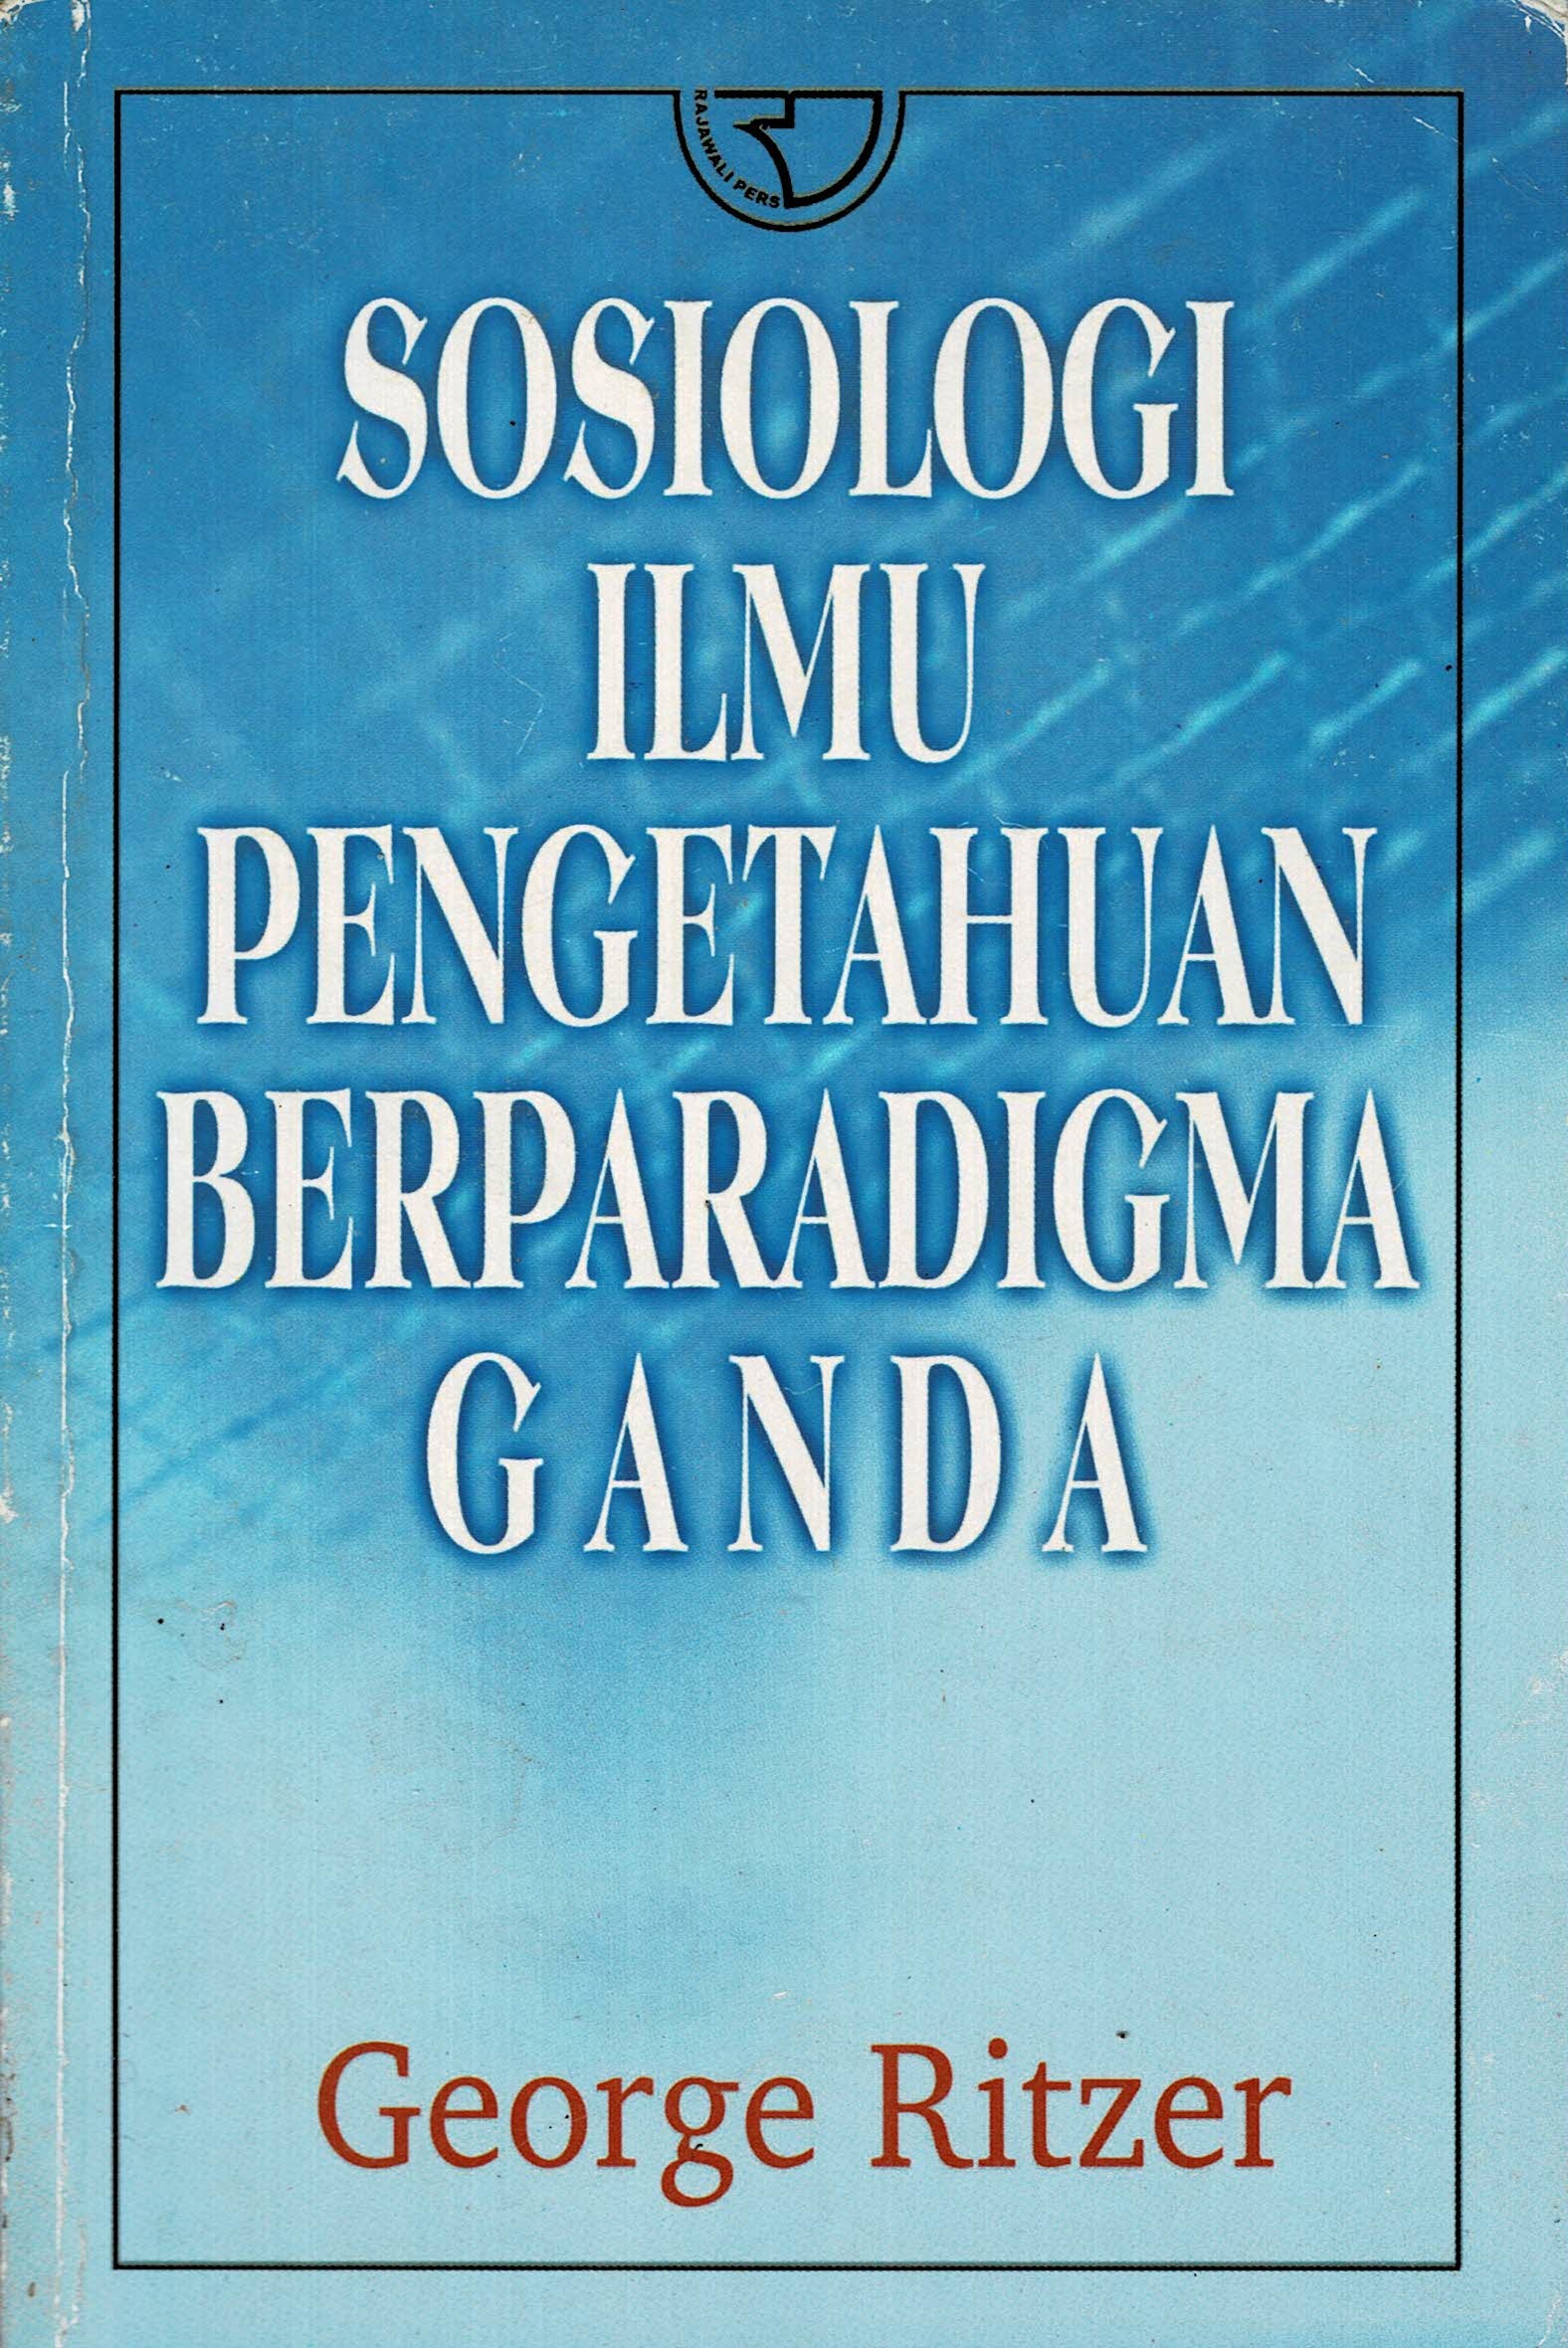 RAJAWALI PERS
SOSIOLOGI
ILMU
PENGETAHUAN
BERPARADIGMA
GANDA
George Ritzer